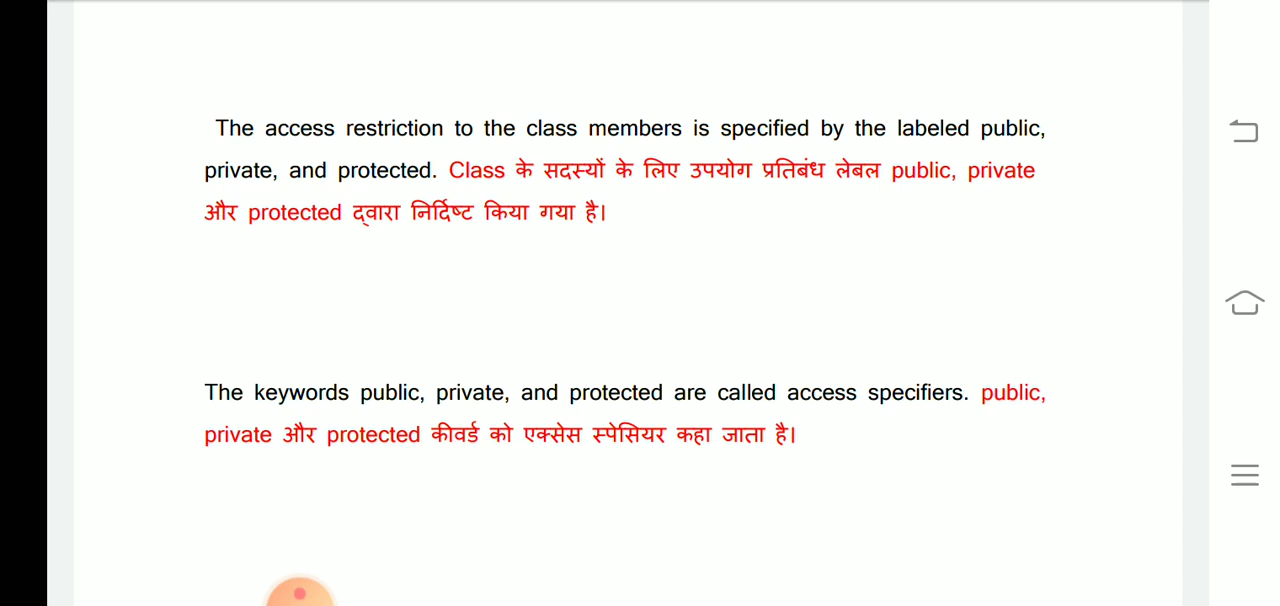 The access restriction to the class members is specified by the labeled public,
private, and protected. Class के सदस्यों के लिए उपयोग प्रतिबंध लेबल public, private
और protected द्वारा निर्दिष्ट किया गया है।
The keywords public, private, and protected are called access specifiers. public,
private और protected कीवर्ड को एक्सेस स्पेसियर कहा जाता है।